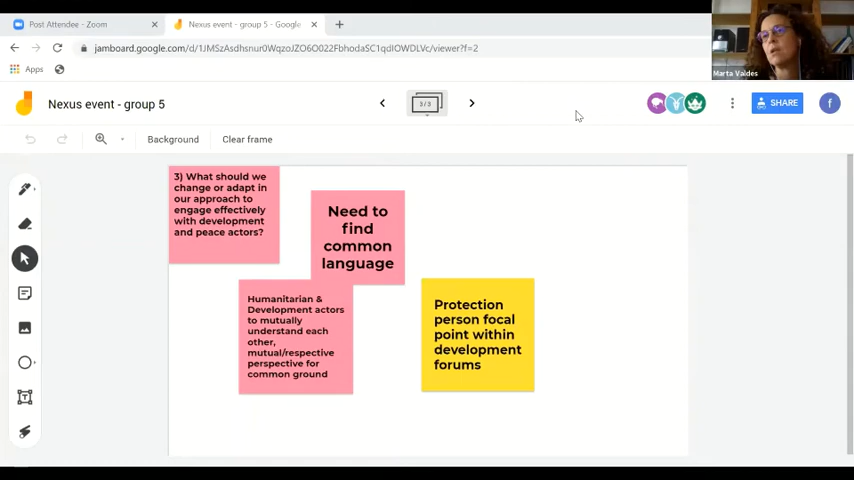 Post Attendee - Zoom
Nexus event - group 5 - Google
jamboard.google.com/d/1JMSzAsdhsnur0WqzoJZO6O022FbhodaSC1qdIOWDLVc/viewer?f=2
Apps
Marta Valdes
Nexus event - group 5
3/3
SHARE
f
Background
Clear frame
3) What should we
change or adapt in
our approach to
engage effectively
with development
and peace actors?
Need to
find
common
language
Humanitarian &
Development actors
to mutually
understand each
other,
mutual/respective
perspective for
common ground
Protection
person focal
point within
development
forums